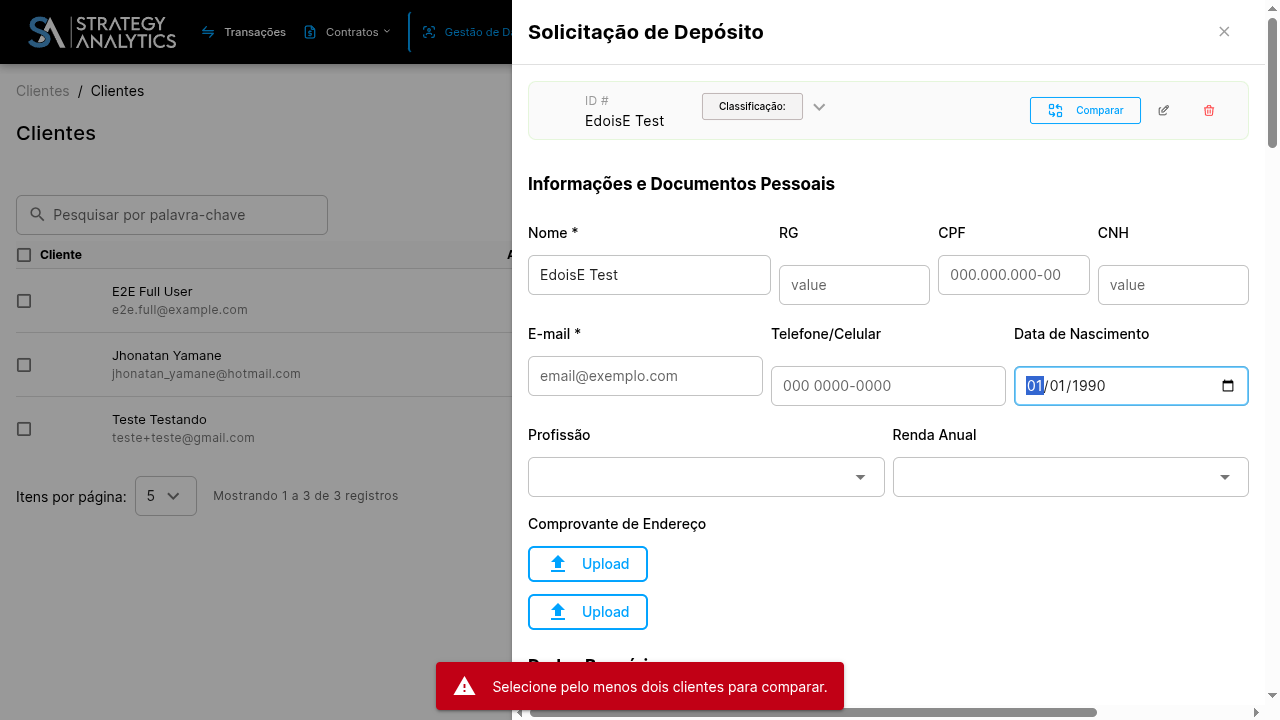 STRATEGY
ANALYTICS
Transações
Contratos
Gestão de D
Clientes / Clientes
Clientes
Pesquisar por palavra-chave
Cliente
E2E Full User
e2e.full@example.com
Jhonatan Yamane
jhonatan_yamane@hotmail.com
Teste Testando
teste+teste@gmail.com
Itens por página: 5 Mostrando 1 a 3 de 3 registros
Solicitação de Depósito
ID #
EdoisE Test
Classificação:
Comparar
Informações e Documentos Pessoais
Nome * RG CPF CNH
EdoisE Test value 000.000.000-00 value
E-mail * Telefone/Celular Data de Nascimento
email@exemplo.com 000 0000-0000 01/01/1990
Profissão Renda Anual
Comprovante de Endereço
Upload
Upload
Selecione pelo menos dois clientes para comparar.